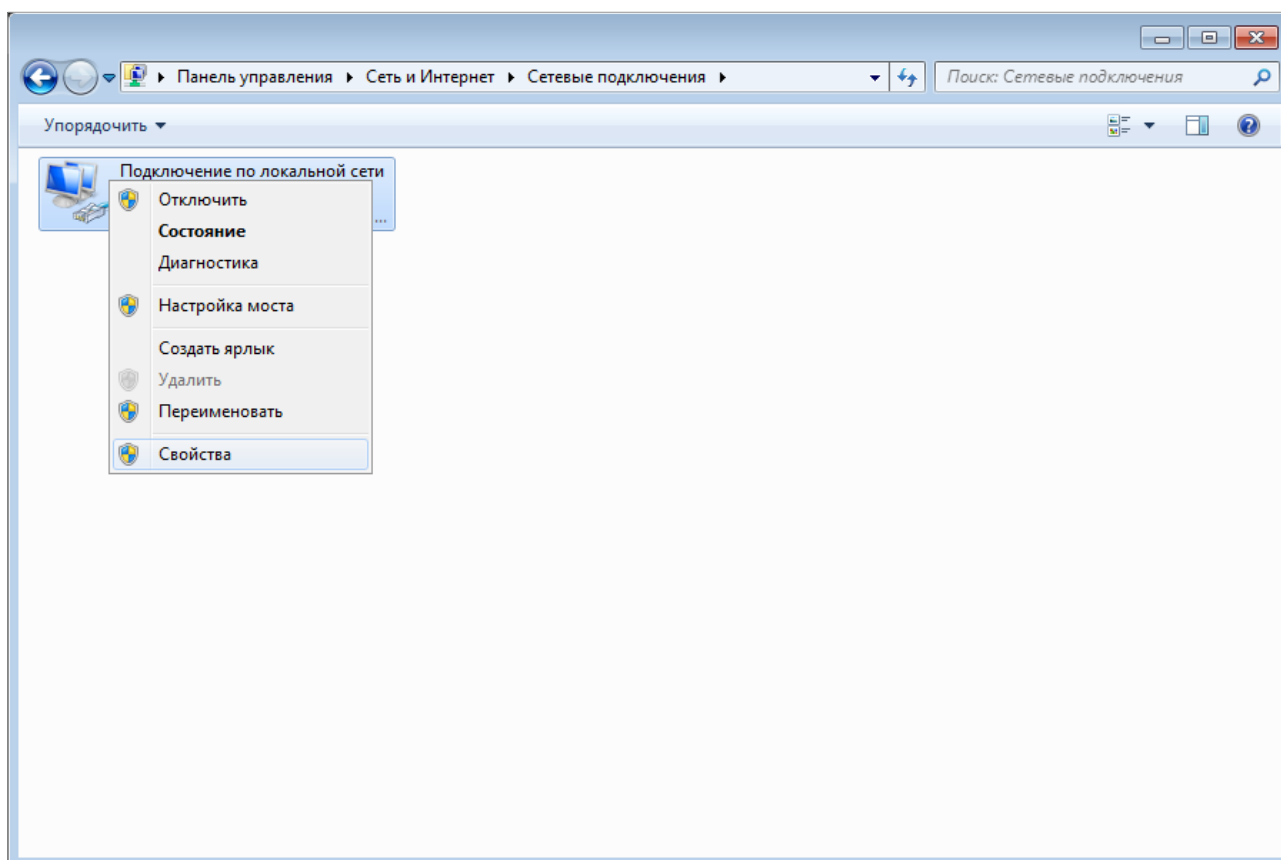 Панель управления Сеть и Интернет Сетевые подключения
Поиск: Сетевые подключения
Упорядочить
Подключение по локальной сети
...
Отключить
Состояние
Диагностика
Настройка моста
Создать ярлык
Удалить
Переименовать
Свойства